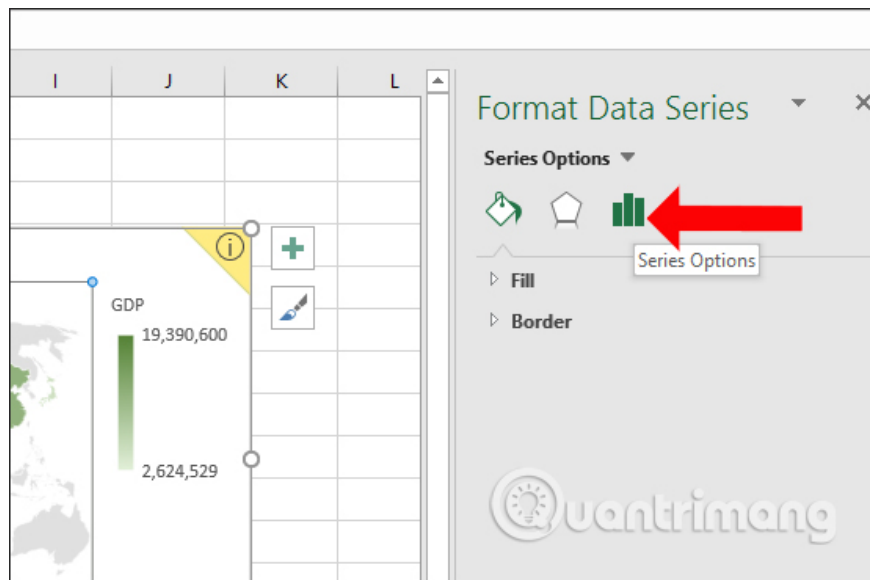 I J K L
Format Data Series
Series Options
Series Options
Fill
Border
GDP
19,390,600
2,624,529
Quantrimang